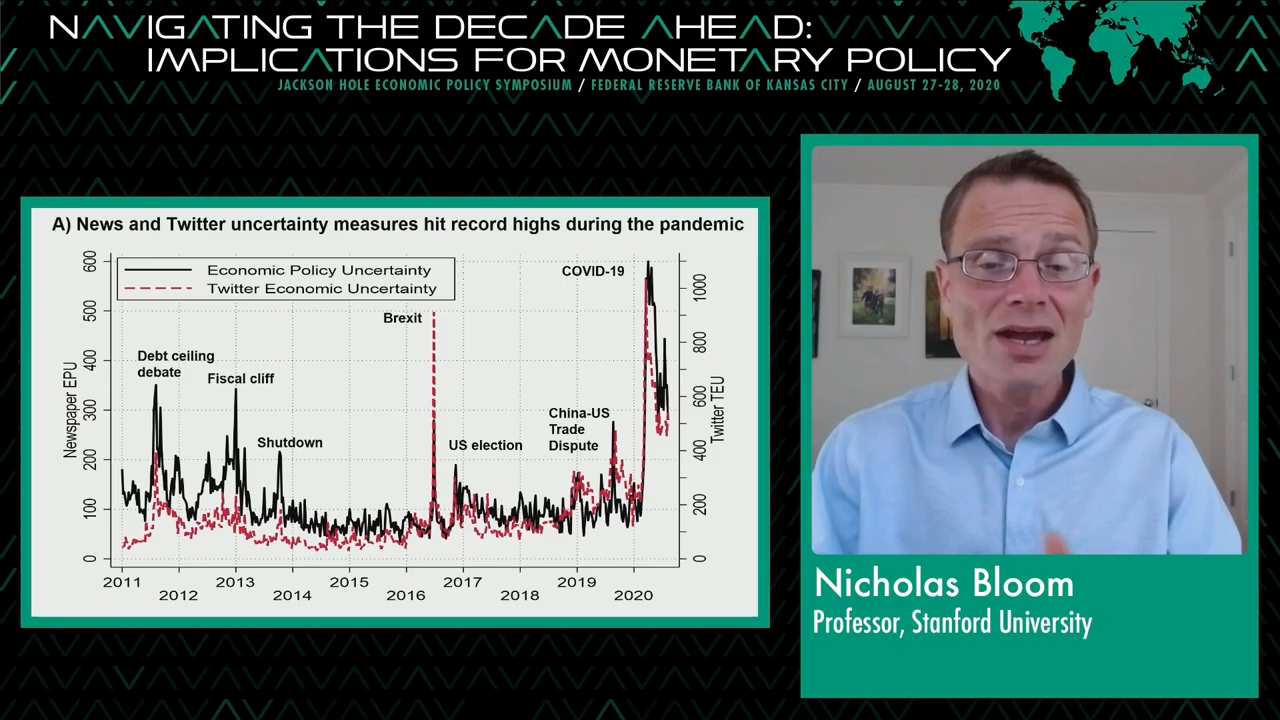 NAVIGATING THE DECADE AHEAD:
IMPLICATIONS FOR MONETARY POLICY
JACKSON HOLE ECONOMIC POLICY SYMPOSIUM / FEDERAL RESERVE BANK OF KANSAS CITY / AUGUST 27-28, 2020
A) News and Twitter uncertainty measures hit record highs during the pandemic
Economic Policy Uncertainty
Twitter Economic Uncertainty
COVID-19
Brexit
Debt ceiling
debate
Fiscal cliff
Shutdown
US election
China-US
Trade
Dispute
Newspaper EPU
600
500
400
300
200
100
0
Twitter TEU
1000
800
600
400
200
0
2011 2013 2015 2017 2019
2012 2014 2016 2018 2020
Nicholas Bloom
Professor, Stanford University